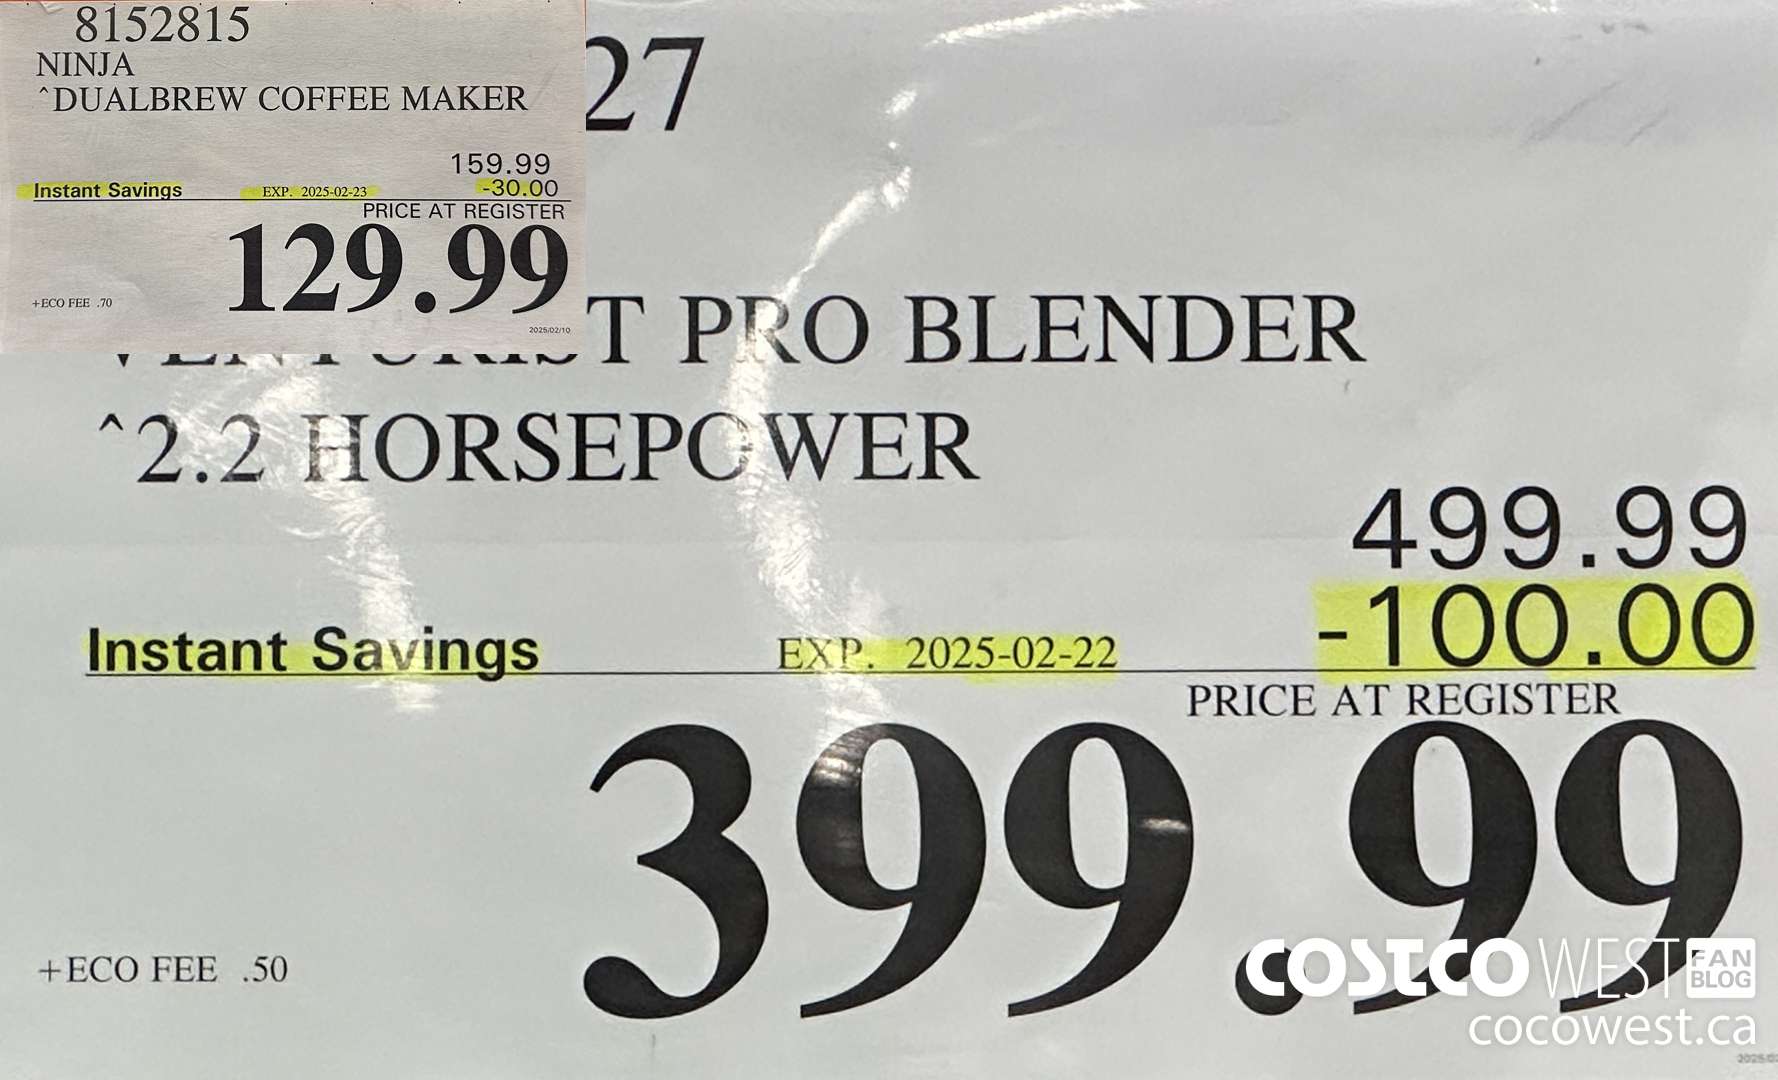 8152815
NINJA
^DUALBREW COFFEE MAKER
159.99
Instant Savings EXP. 2025-02-23 -30.00
PRICE AT REGISTER
129.99
+ECO FEE .70
2025/02/10
27
PRO BLENDER
^2.2 HORSEPOWER
499.99
Instant Savings EXP. 2025-02-22 -100.00
PRICE AT REGISTER
399.99
+ECO FEE .50
COSTCO WEST FAN BLOG
cocowest.ca